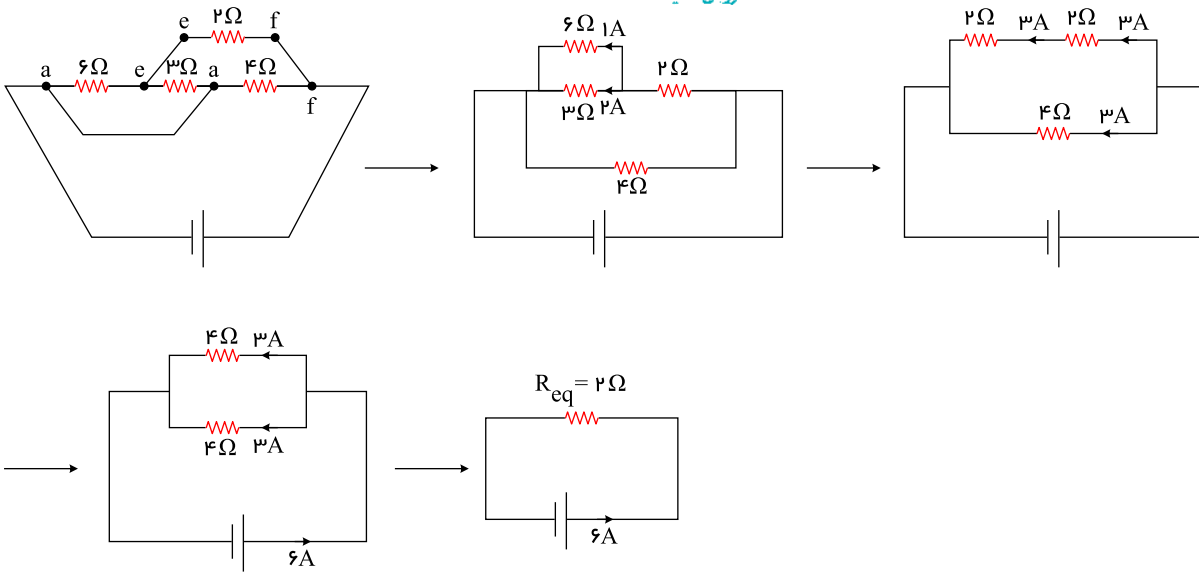 e ۲Ω f
a ۶Ω e ۳Ω a ۴Ω f
۶Ω ۱A
۳Ω ۲A ۲Ω
۴Ω
۲Ω ۳A ۲Ω ۳A
۴Ω ۳A
۴Ω ۳A
۴Ω ۳A
۶A
Req = ۲Ω
۶A